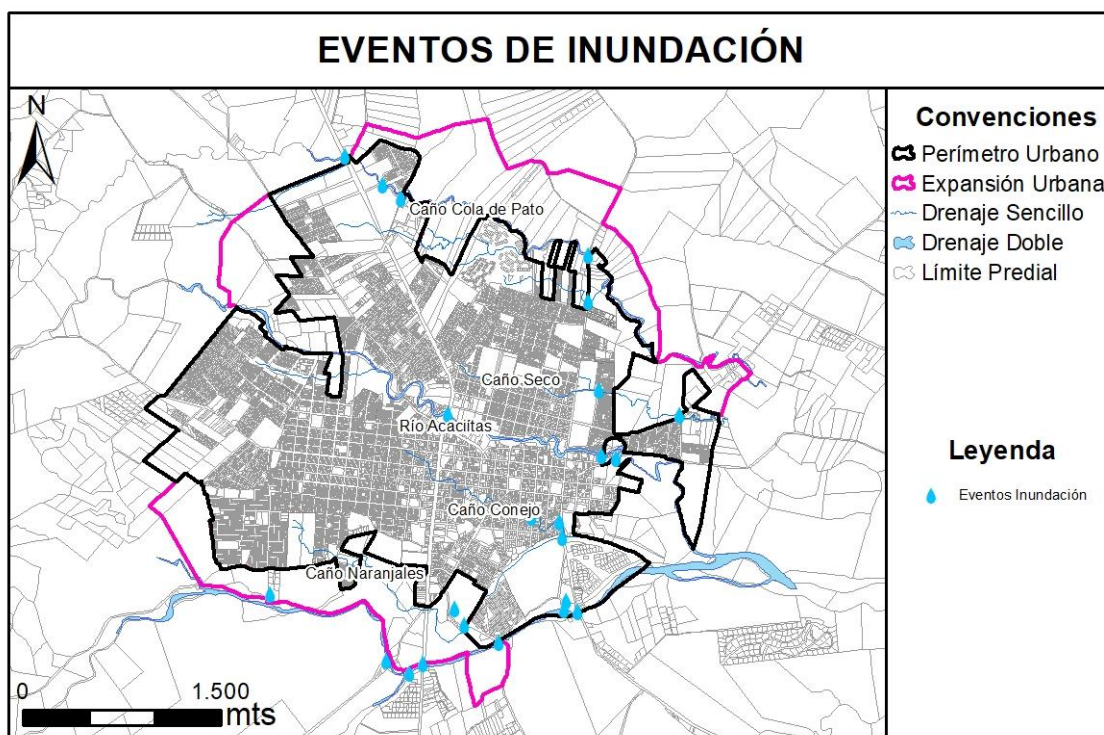 EVENTOS DE INUNDACIÓN
N
Caño Cola de Pato
Caño Seco
Río Acaciitas
Caño Conejo
Caño Naranjales
0
1.500
mts
Convenciones
Perímetro Urbano
Expansión Urbana
Drenaje Sencillo
Drenaje Doble
Límite Predial
Leyenda
Eventos Inundación